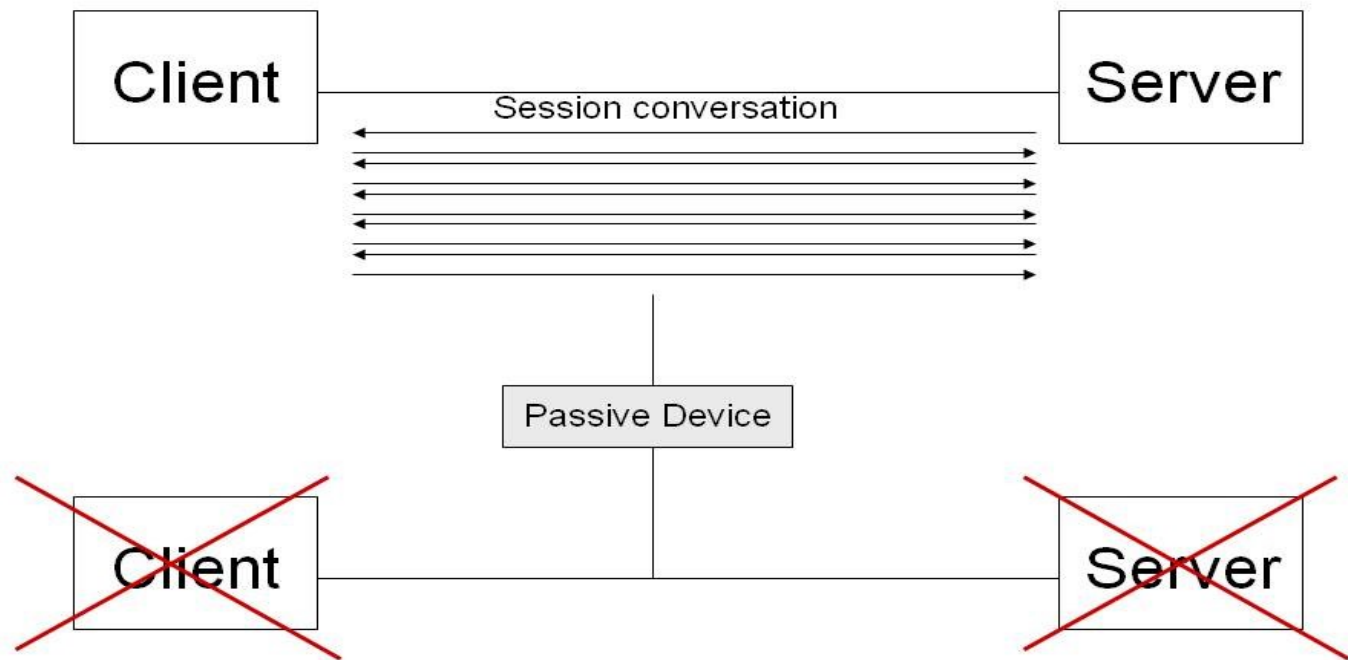 Client
Server
Session conversation
Passive Device
Client
Server